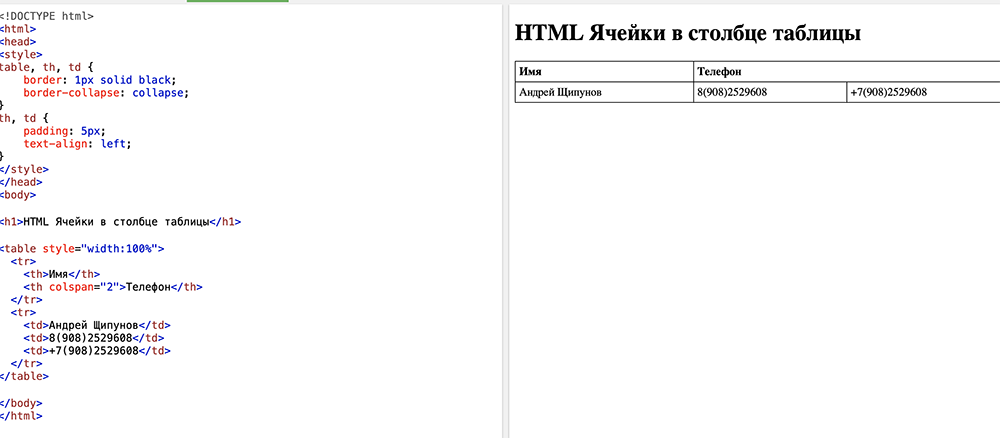 <!DOCTYPE html>
<html>
<head>
<style>
table, th, td {
    border: 1px solid black;
    border-collapse: collapse;
}
th, td {
    padding: 5px;
    text-align: left;
}
</style>
</head>
<body>
<h1>HTML Ячейки в столбце таблицы</h1>
<table style="width:100%">
  <tr>
    <th>Имя</th>
    <th colspan="2">Телефон</th>
  </tr>
  <tr>
    <td>Андрей Щипунов</td>
    <td>8(908)2529608</td>
    <td>+7(908)2529608</td>
  </tr>
</table>
</body>
</html>
HTML Ячейки в столбце таблицы
Имя Телефон
Андрей Щипунов 8(908)2529608 +7(908)2529608